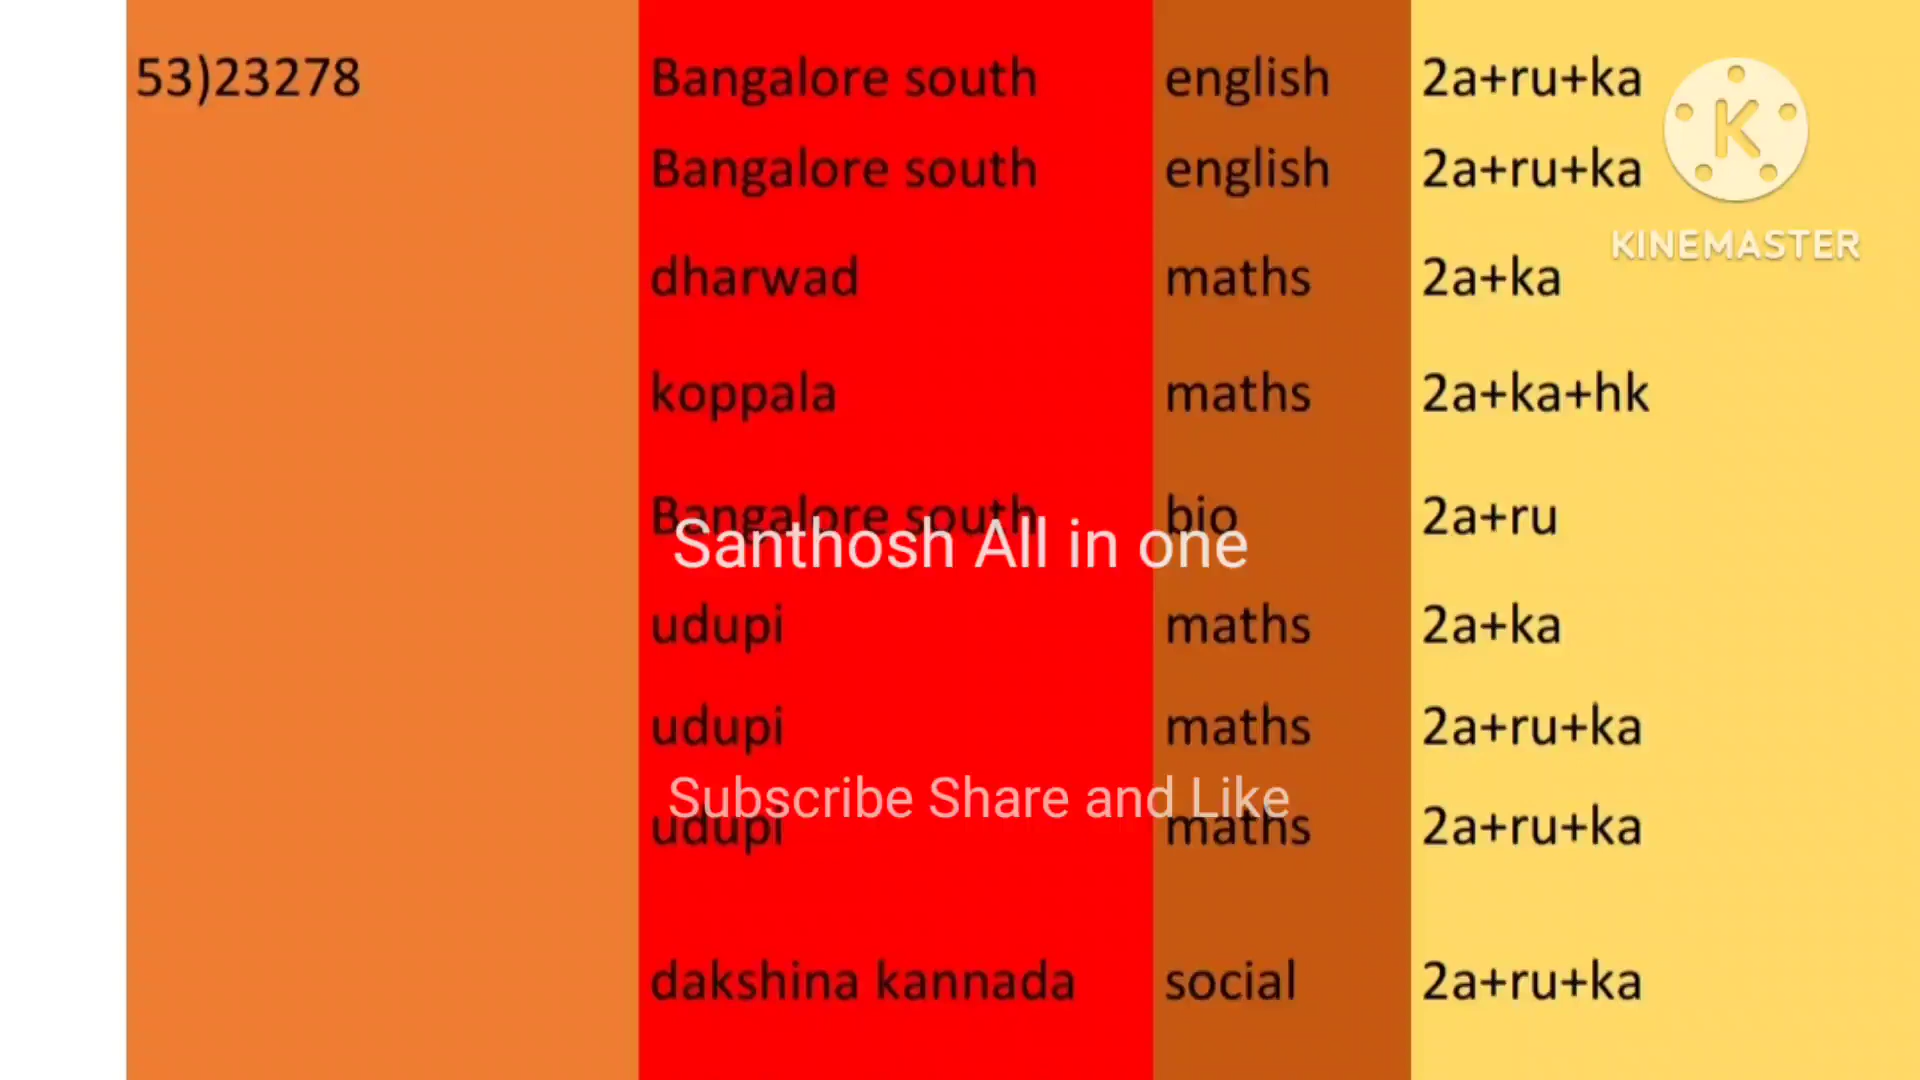 53)23278 Bangalore south english 2a+ru+ka
Bangalore south english 2a+ru+ka
KINEMASTER
dharwad maths 2a+ka
koppala maths 2a+ka+hk
Bangalore south bio 2a+ru
Santhosh All in one
udupi maths 2a+ka
udupi maths 2a+ru+ka
Subscribe Share and Like
udupi maths 2a+ru+ka
dakshina kannada social 2a+ru+ka